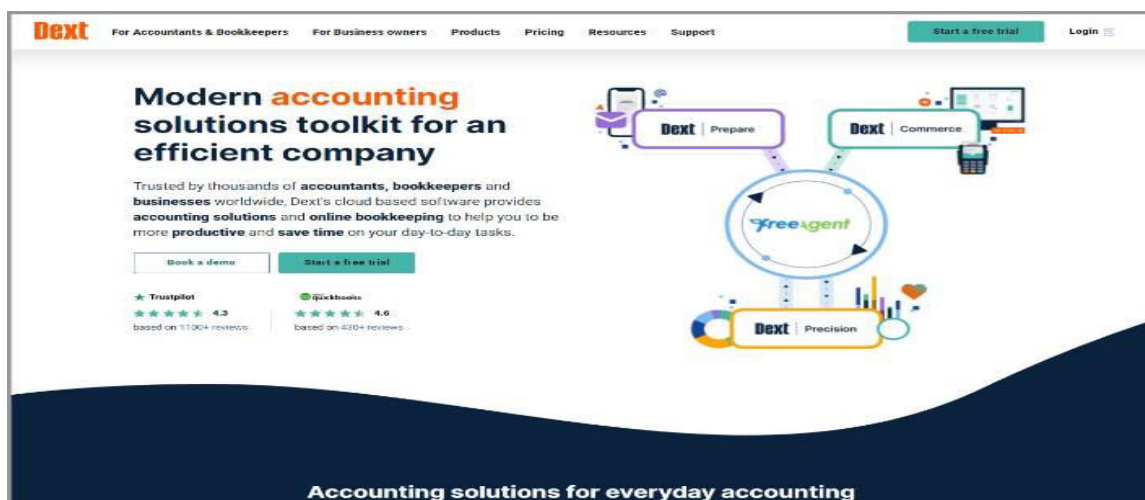 Dext For Accountants & Bookkeepers For Business owners Products Pricing Resources Support Start a free trial Login
Modern accounting
solutions toolkit for an
efficient company
Trusted by thousands of accountants, bookkeepers and
businesses worldwide, Dext's cloud based software provides
accounting solutions and online bookkeeping to help you to be
more productive and save time on your day-to-day tasks.
Book a demo Start a free trial
Trustpilot
4.3
based on 1100+ reviews
quickbooks
4.6
based on 430+ reviews
Dext | Prepare
Dext | Commerce
freeagent
Dext | Precision
Accounting solutions for everyday accounting